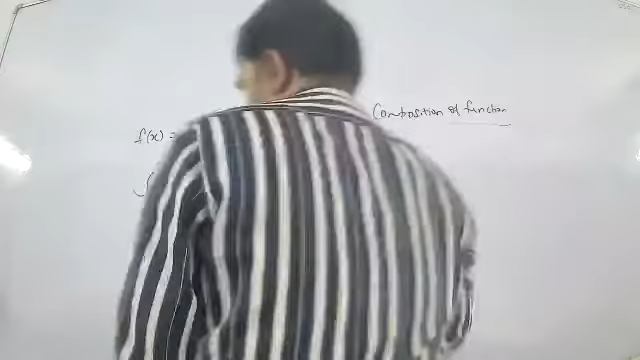 Composition of function
f(x) =